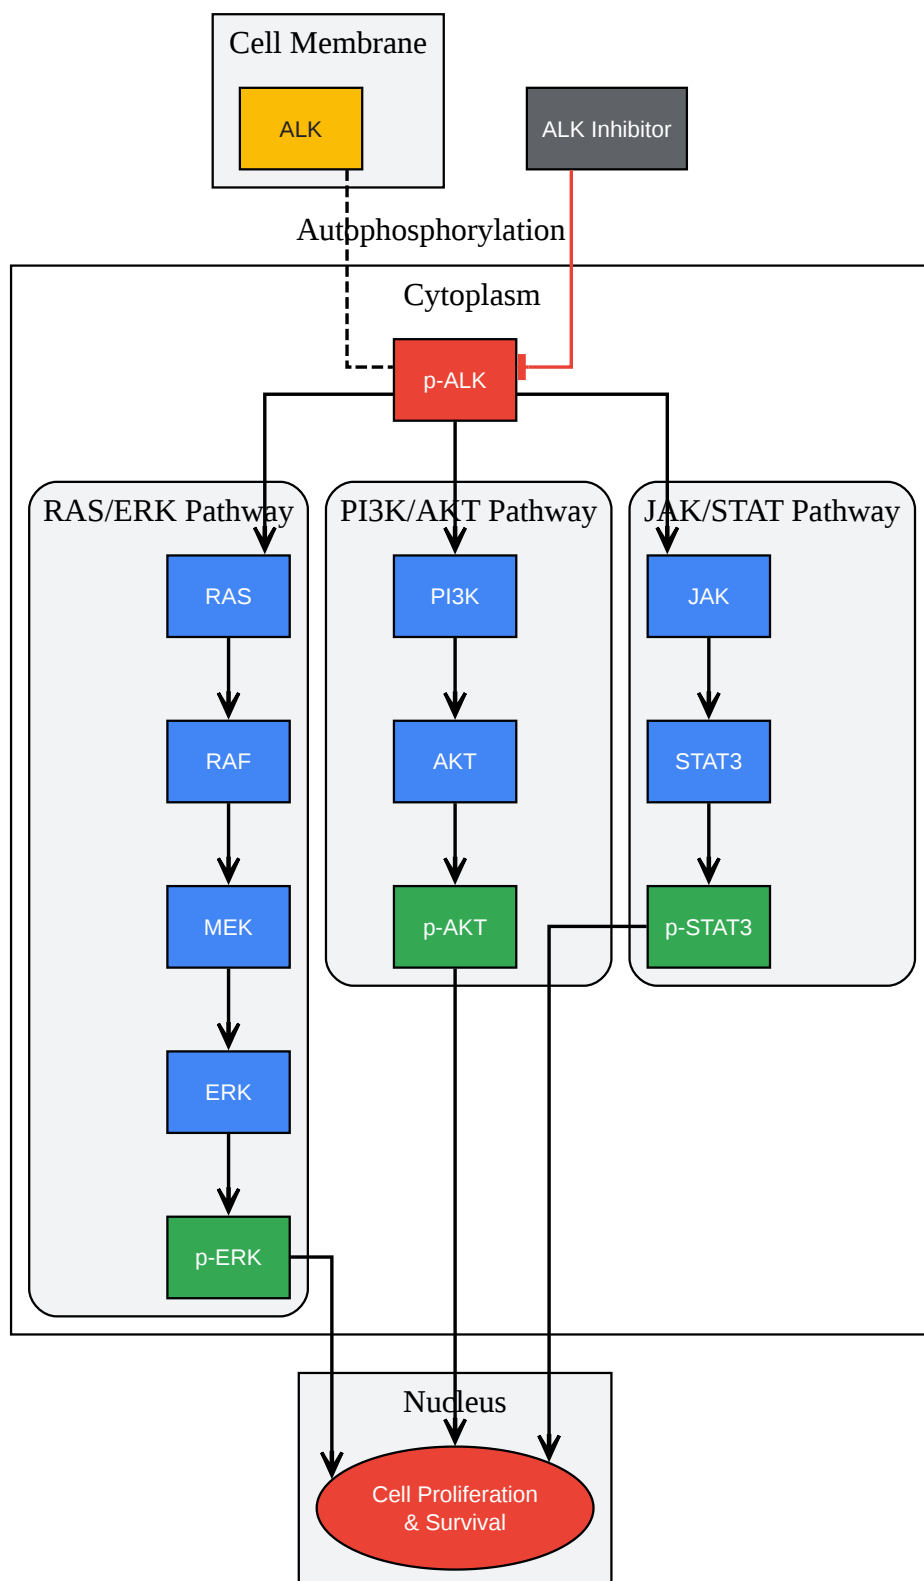 Cell Membrane
ALK
ALK Inhibitor
Autophosphorylation
Cytoplasm
p-ALK
RAS/ERK Pathway
PI3K/AKT Pathway
JAK/STAT Pathway
RAS
PI3K
JAK
RAF
AKT
STAT3
MEK
p-AKT
p-STAT3
ERK
p-ERK
Nucleus
Cell Proliferation
& Survival